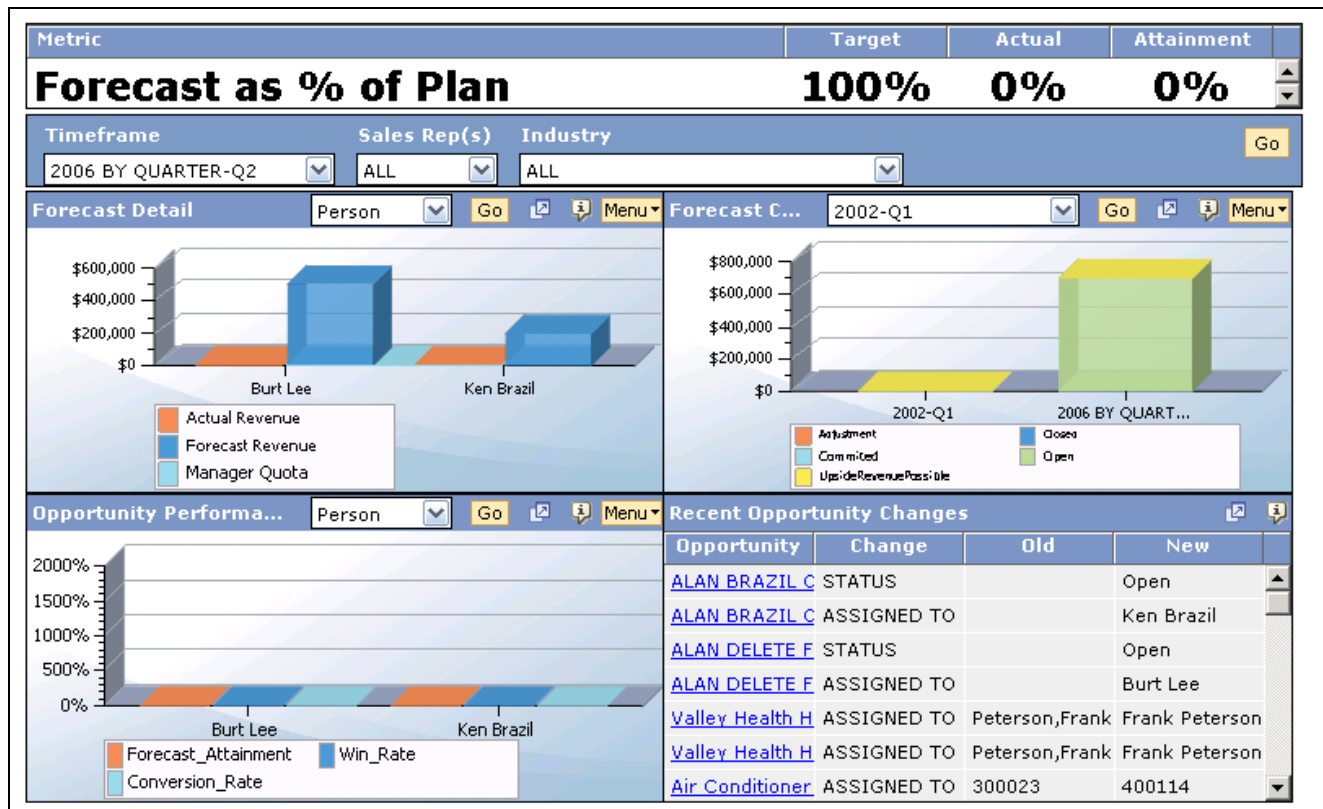 Metric Target Actual Attainment
Forecast as % of Plan 100% 0% 0%
Timeframe Sales Rep(s) Industry
Go
2006 BY QUARTER-Q2 ALL ALL
Forecast Detail Person Go Menu
$600,000
$400,000
$200,000
$0
Burt Lee Ken Brazil
Actual Revenue
Forecast Revenue
Manager Quota
Forecast C... 2002-Q1 Go Menu
$800,000
$600,000
$400,000
$200,000
$0
2002-Q1 2006 BY QUART...
Adjustment Closed
Commited Open
UpsideRevenuePossible
Opportunity Performa... Person Go Menu
2000%
1500%
1000%
500%
0%
Burt Lee Ken Brazil
Forecast_Attainment Win_Rate
Conversion_Rate
Recent Opportunity Changes
Opportunity Change Old New
ALAN BRAZIL C STATUS Open
ALAN BRAZIL C ASSIGNED TO Ken Brazil
ALAN DELETE F STATUS Open
ALAN DELETE F ASSIGNED TO Burt Lee
Valley Health H ASSIGNED TO Peterson,Frank Frank Peterson
Valley Health H ASSIGNED TO Peterson,Frank Frank Peterson
Air Conditioner ASSIGNED TO 300023 400114